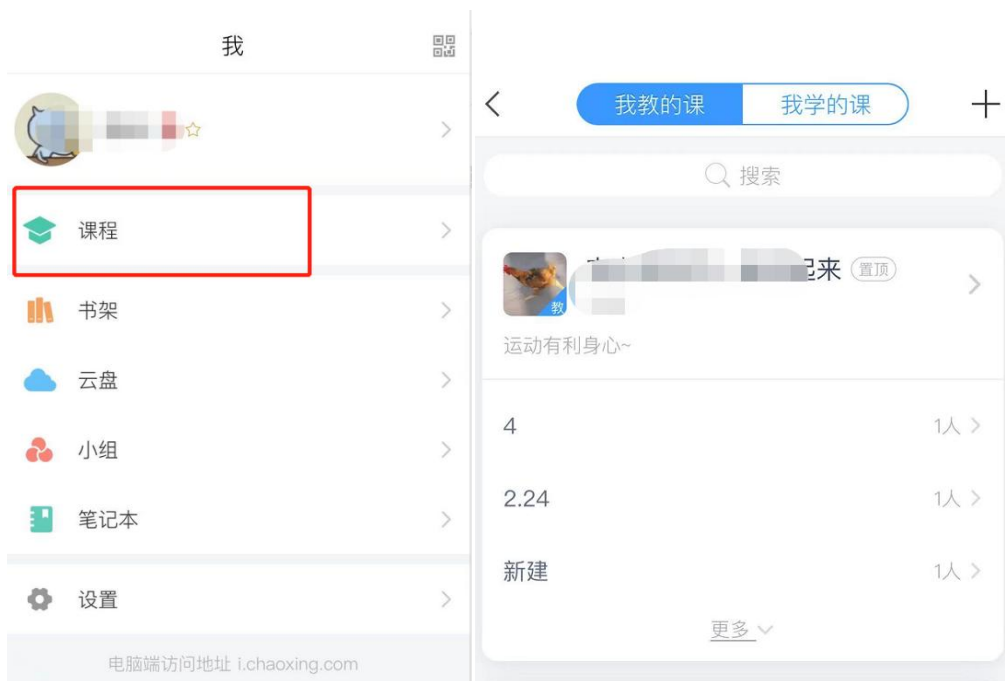 我
课程
书架
云盘
小组
笔记本
设置
电脑端访问地址 i.chaoxing.com
我教的课 我学的课
搜索
来 置顶
教
运动有利身心~
4 1人
2.24 1人
新建 1人
更多